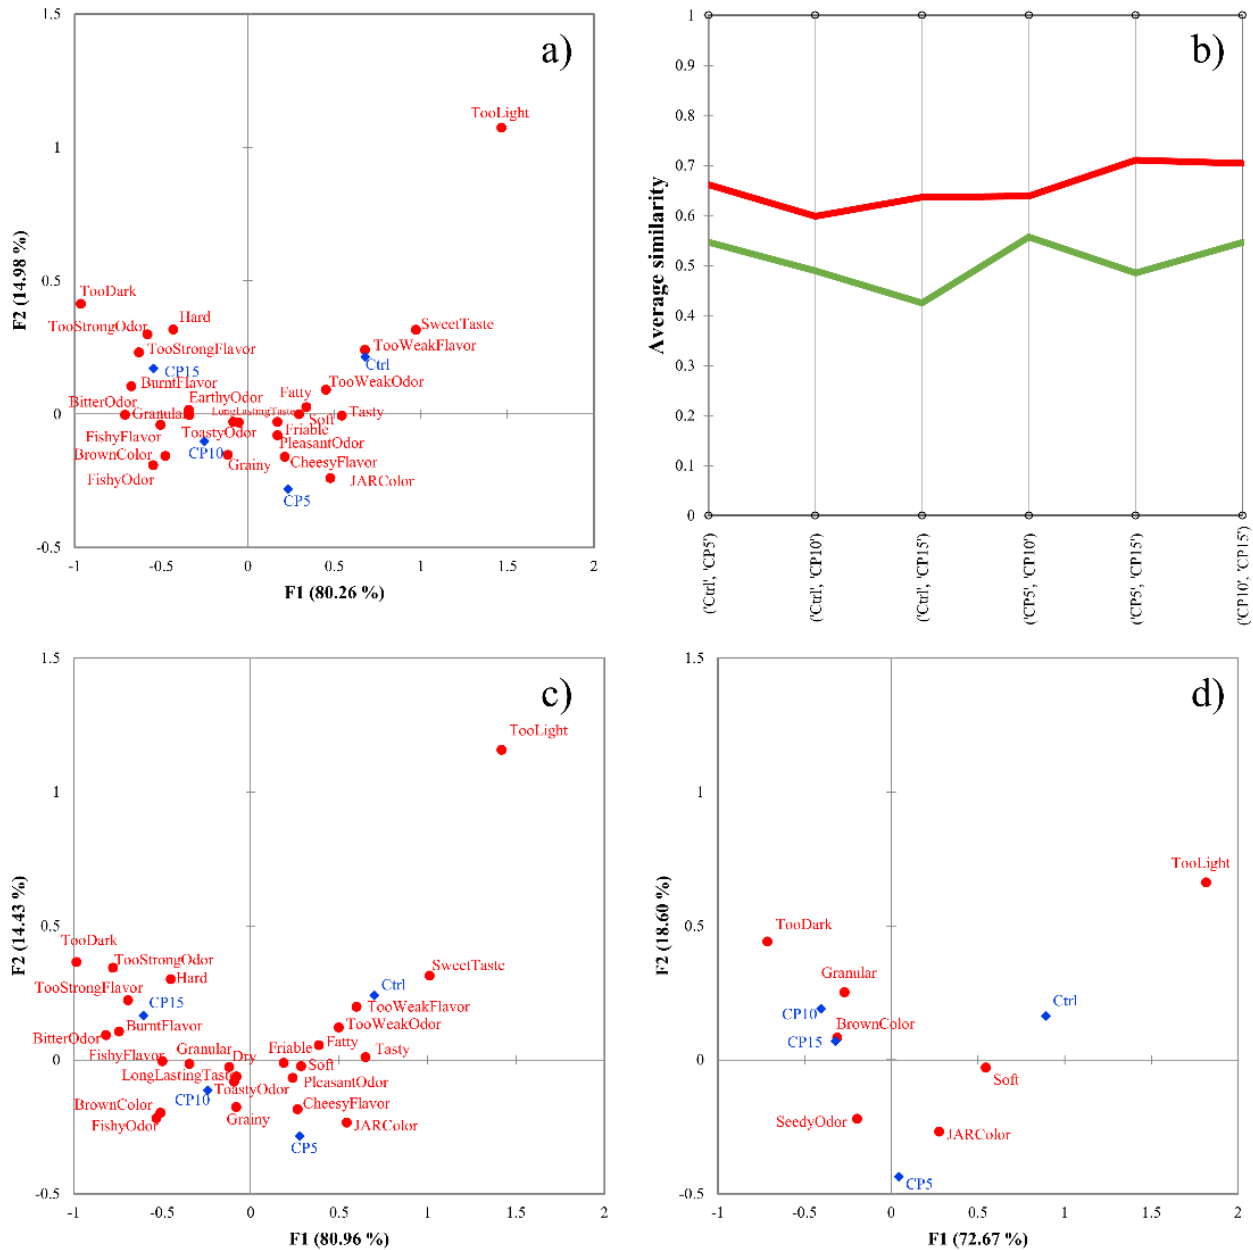 a)
1.5
1
0.5
0
-0.5
F2 (14.98 %)
TooLight
TooDark
Hard
TooStrongOdor
TooStrongFlavor
CP15
SweetTaste
TooWeakFlavor
Ctrl
BurntFlavor
TooWeakOdor
BitterOdor
EarthyOdor
Fatty
Granular
LongLastingTaste
Soft
Tasty
FishyFlavor
ToastyOdor
Friable
PleasantOdor
BrownColor
CP10
Grainy
CheesyFlavor
FishyOdor
CP5
JARColor
-1 -0.5 0 0.5 1 1.5 2
F1 (80.26 %)
b)
1
0.9
0.8
0.7
0.6
0.5
0.4
0.3
0.2
0.1
0
Average similarity
('Ctrl', 'CP5')
('Ctrl', 'CP10')
('Ctrl', 'CP15')
('CP5', 'CP10')
('CP5', 'CP15')
('CP10', 'CP15')
c)
1.5
1
0.5
0
-0.5
F2 (14.43 %)
TooLight
TooDark
TooStrongOdor
Hard
TooStrongFlavor
CP15
SweetTaste
Ctrl
TooWeakFlavor
BurntFlavor
TooWeakOdor
BitterOdor
Fatty
FishyFlavor
Granular
Dry
Friable
Tasty
Soft
LongLastingTaste
ToastyOdor
PleasantOdor
CP10
BrownColor
Grainy
CheesyFlavor
FishyOdor
JARColor
CP5
-1 -0.5 0 0.5 1 1.5 2
F1 (80.96 %)
d)
1.5
1
0.5
0
-0.5
F2 (18.60 %)
TooLight
TooDark
Granular
CP10
Ctrl
BrownColor
CP15
Soft
SeedyOdor
JARColor
CP5
-1 -0.5 0 0.5 1 1.5 2
F1 (72.67 %)